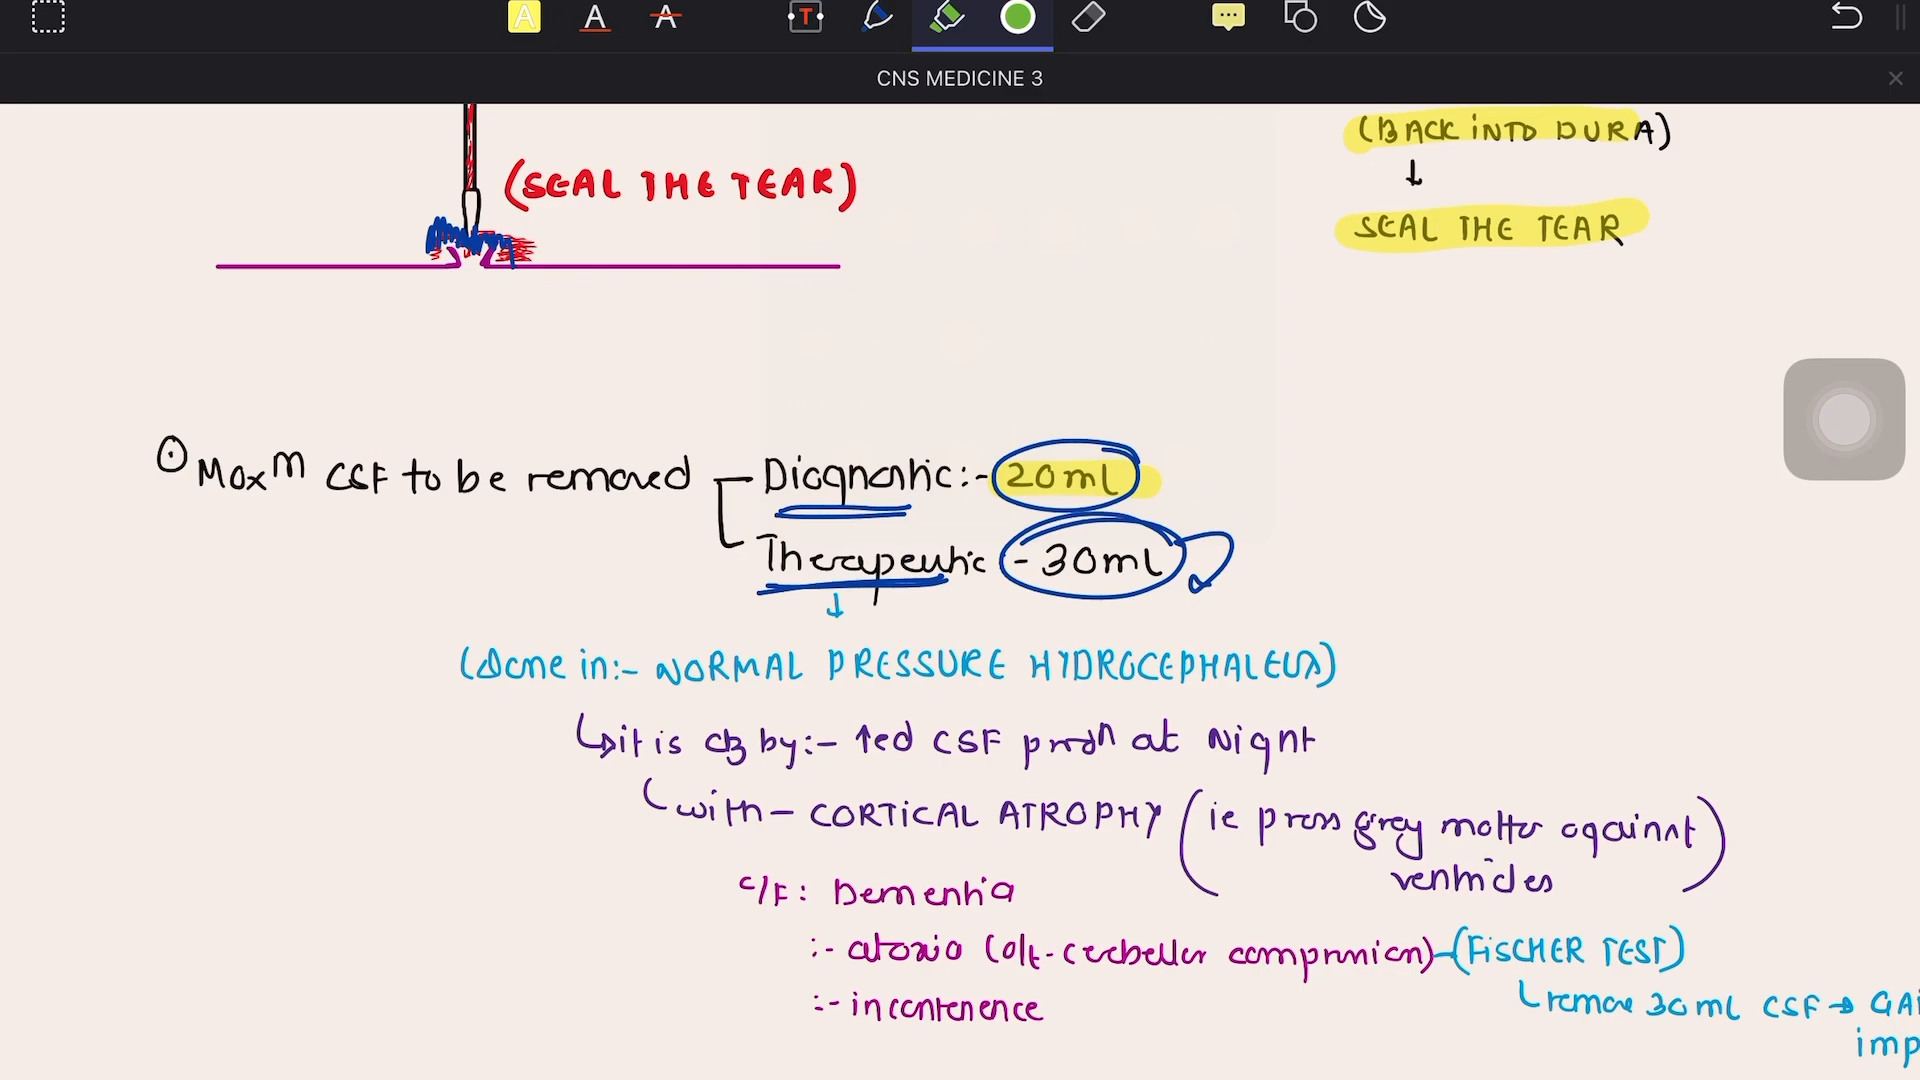 CNS MEDICINE 3
(BACK INTO DURA)
↓
(SEAL THE TEAR)
SEAL THE TEAR
Maxm CSF to be removed
Diagnostic:- 20ml
Therapeutic - 30ml
↓
(Done in:- NORMAL PRESSURE HYDROCEPHALEUS)
it is by:- ↑ed CSF prodn at Night
with - CORTICAL ATROPHY (ie press grey matter against
ventricles)
c/f: Dementia
:- ataxia (d/t - cerebellar compression) - (FISCHER TEST)
remove 30ml CSF → GAI
:- incontenence
imp